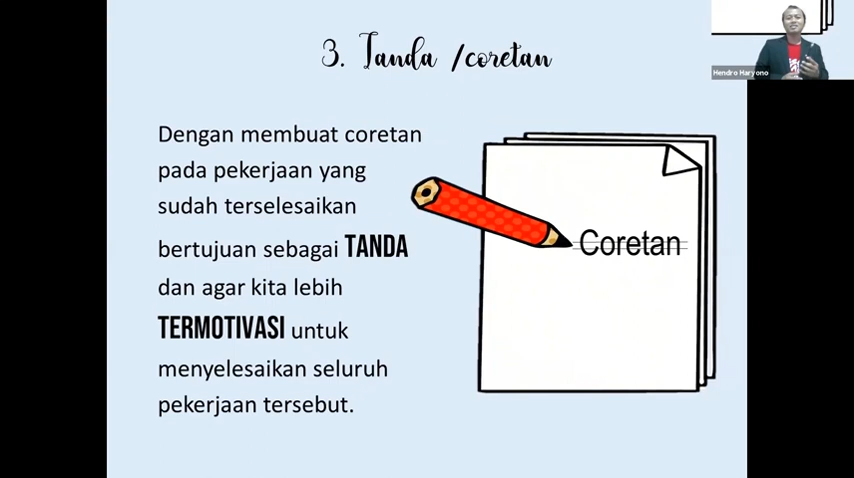 3. Tanda /coretan
Hendro Haryono
Dengan membuat coretan
pada pekerjaan yang
sudah terselesaikan
bertujuan sebagai TANDA
dan agar kita lebih
TERMOTIVASI untuk
menyelesaikan seluruh
pekerjaan tersebut.
Coretan